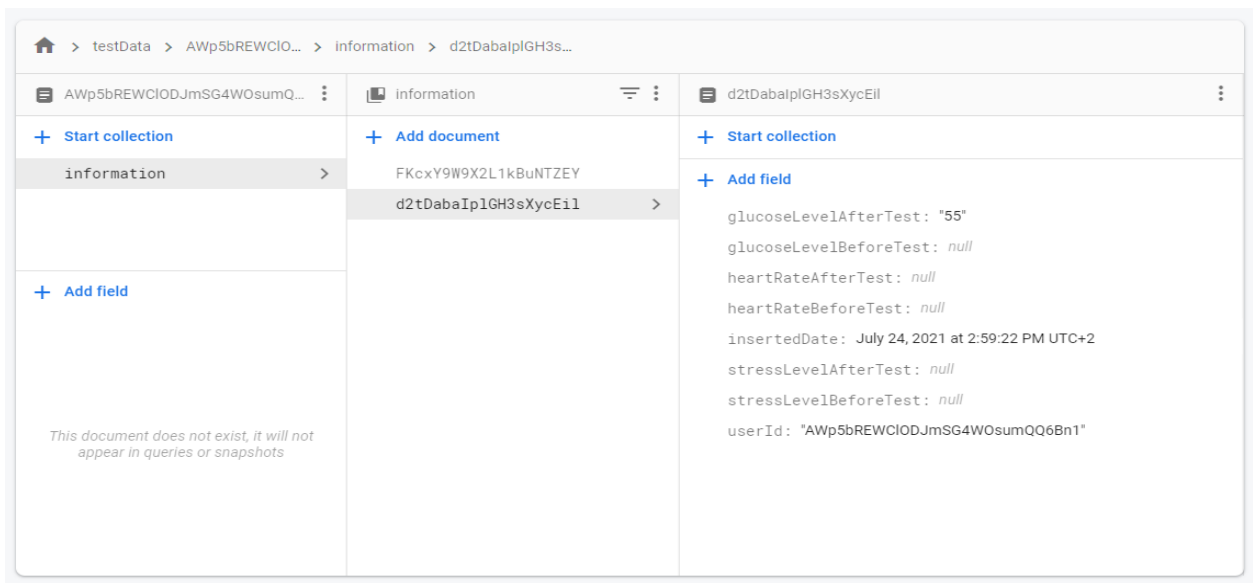 testData > AWp5bREWClO... > information > d2tDabaIplGH3s...
AWp5bREWClODJmSG4WOsumQ...
Start collection
information
Add field
This document does not exist, it will not
appear in queries or snapshots
information
Add document
FKcxY9W9X2L1kBuNTZEY
d2tDabaIplGH3sXycEil
d2tDabaIplGH3sXycEil
Start collection
Add field
glucoseLevelAfterTest: "55"
glucoseLevelBeforeTest: null
heartRateAfterTest: null
heartRateBeforeTest: null
insertedDate: July 24, 2021 at 2:59:22 PM UTC+2
stressLevelAfterTest: null
stressLevelBeforeTest: null
userId: "AWp5bREWClODJmSG4WOsumQQ6Bn1"